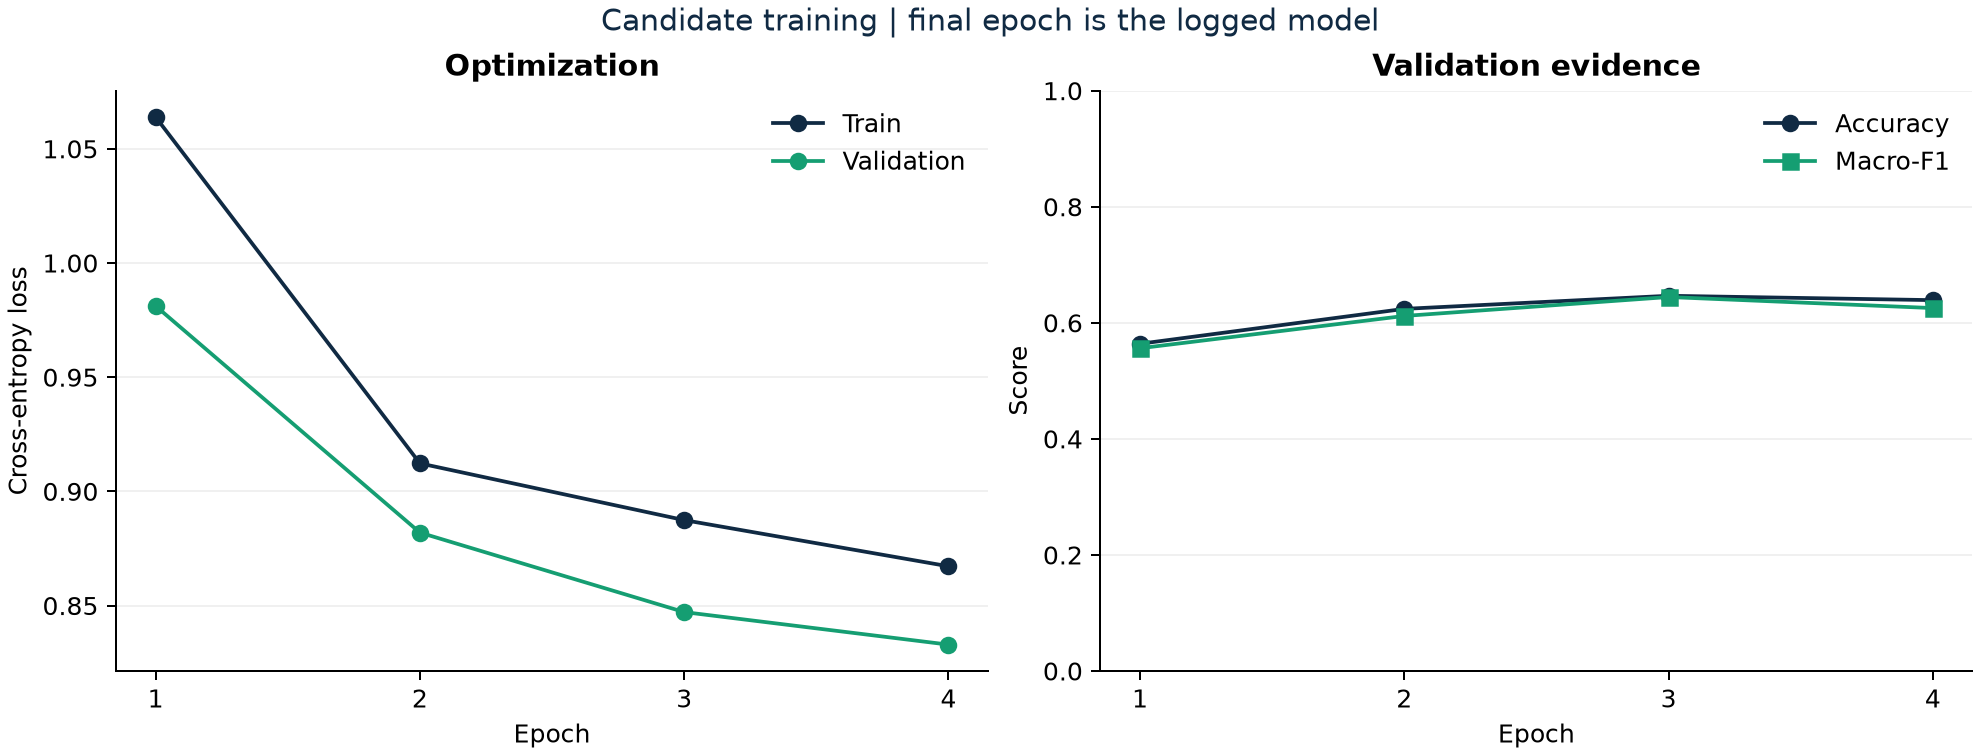 Candidate training | final epoch is the logged model
Optimization
Cross-entropy loss
1.05
1.00
0.95
0.90
0.85
Train
Validation
1
2
3
4
Epoch
Validation evidence
Score
1.0
0.8
0.6
0.4
0.2
0.0
Accuracy
Macro-F1
1
2
3
4
Epoch